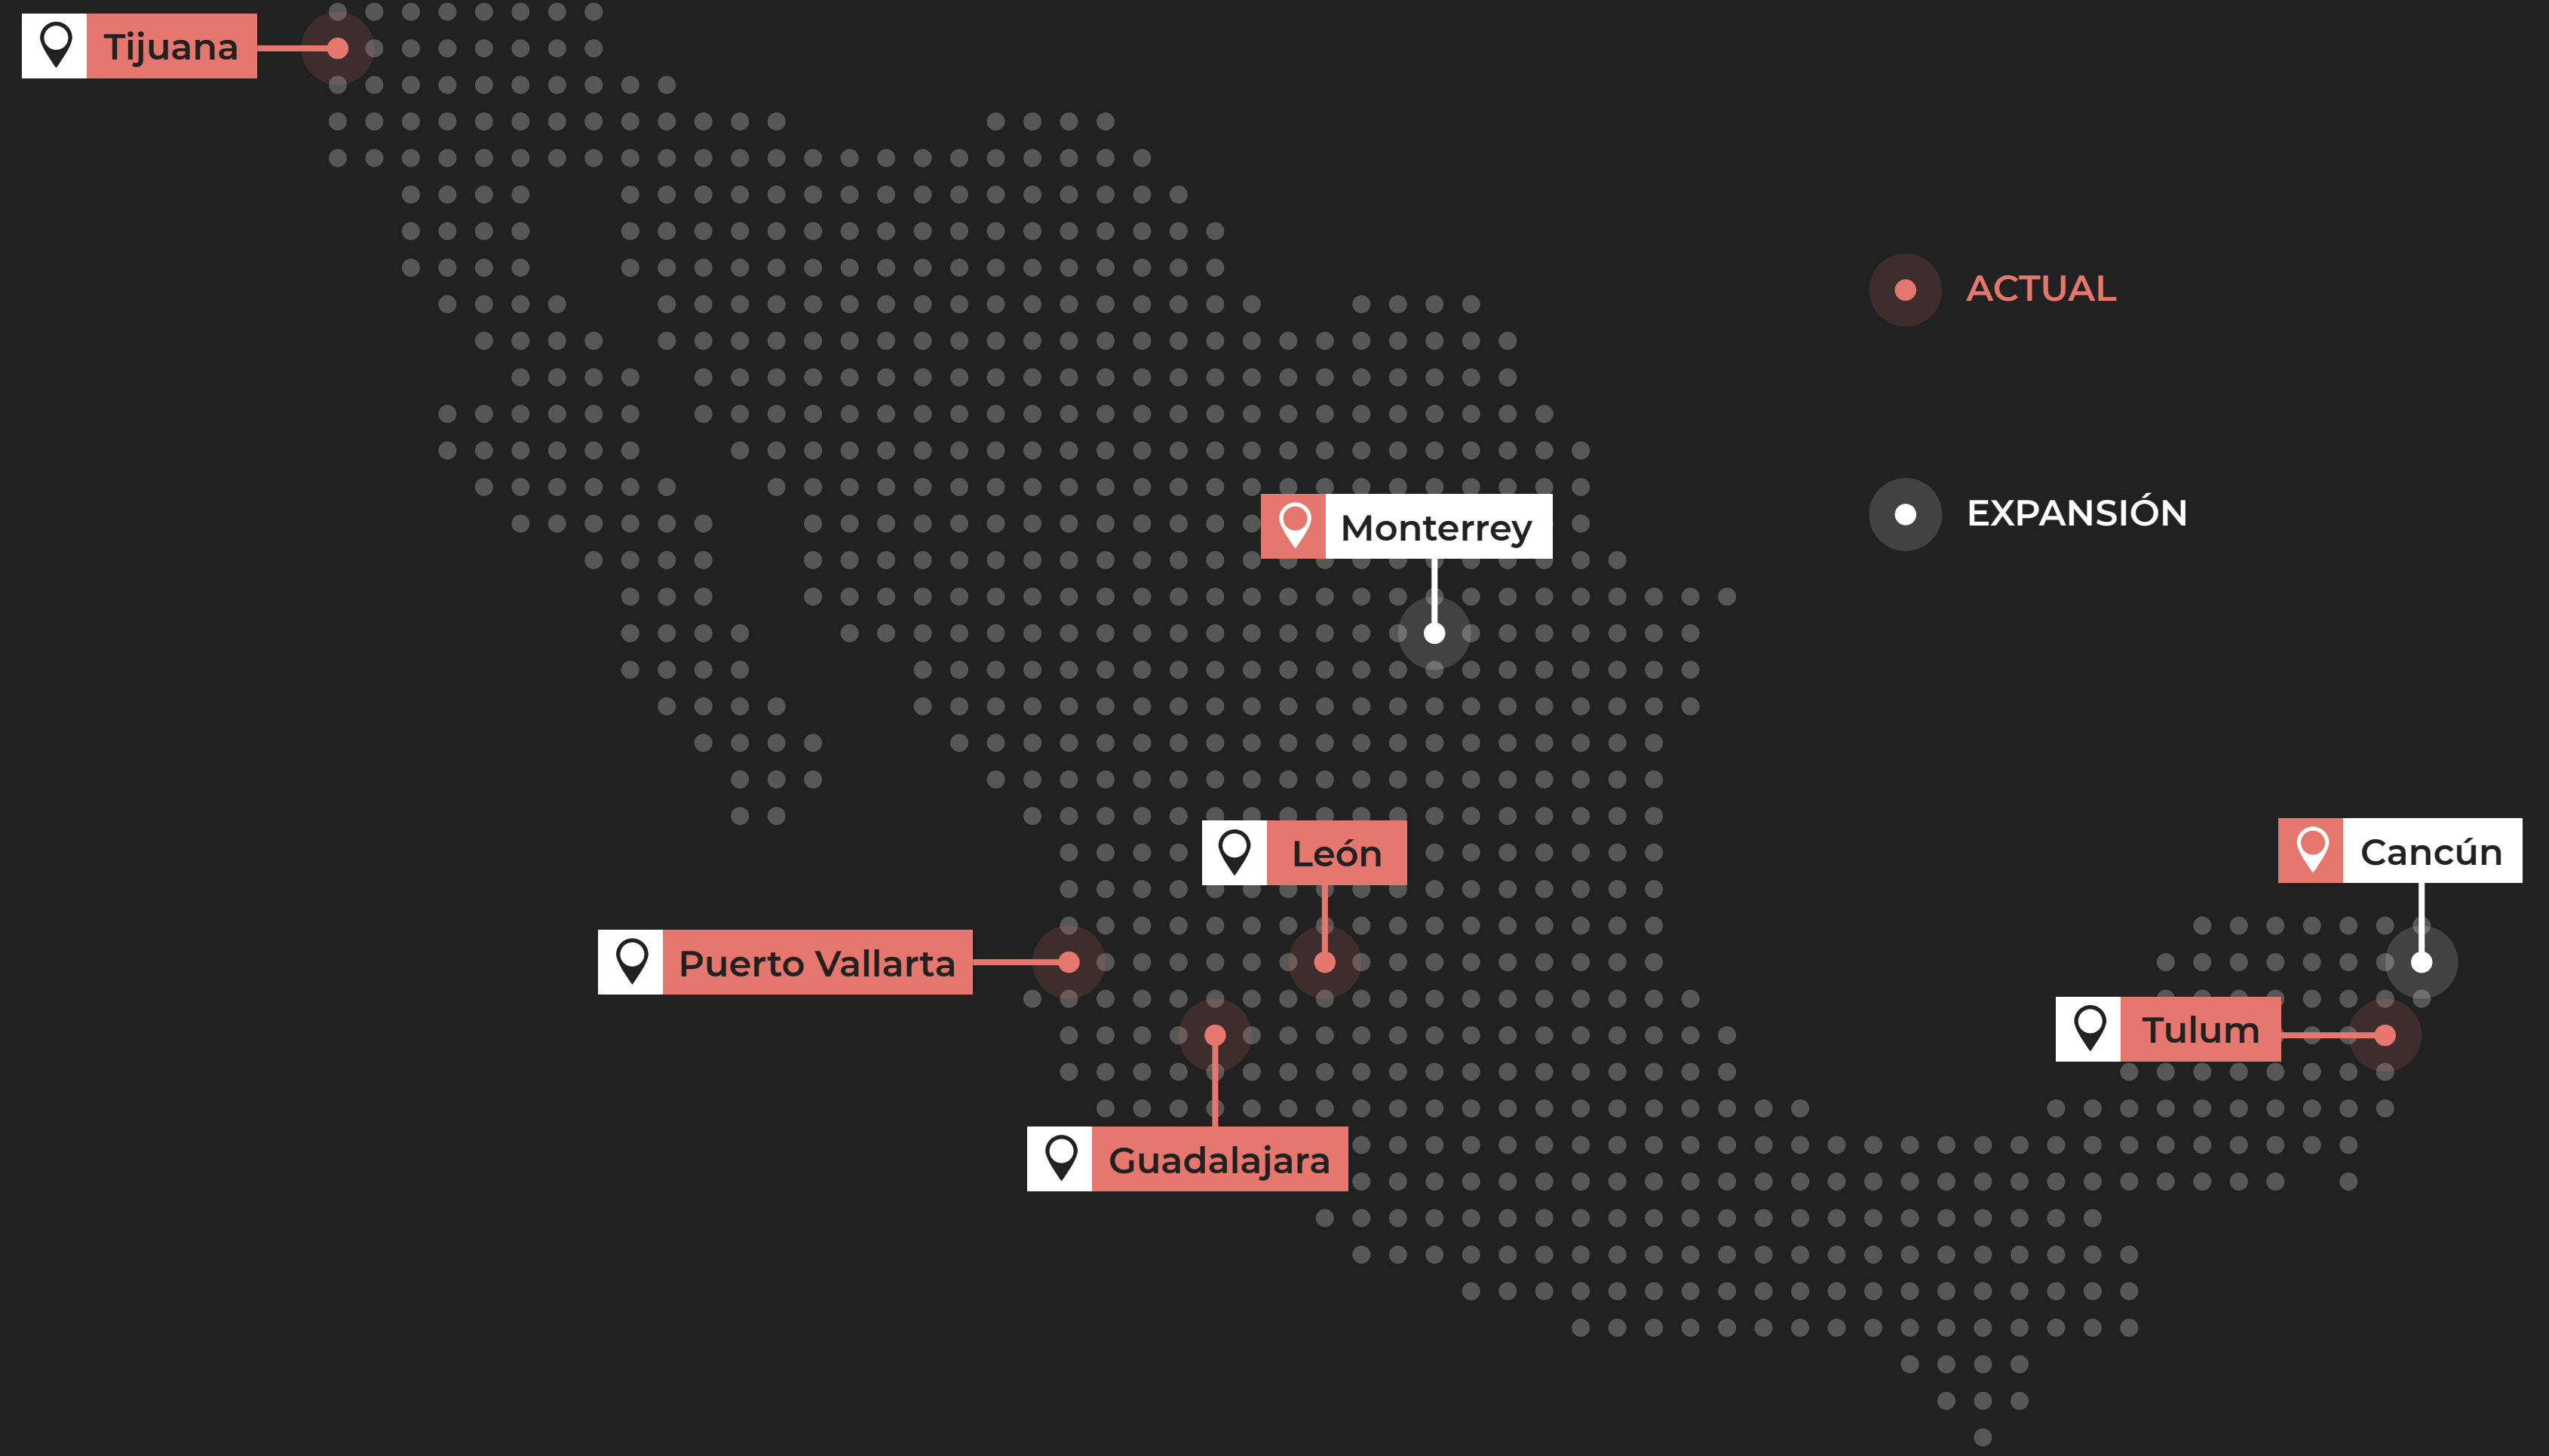 Tijuana
ACTUAL
EXPANSIÓN
Monterrey
León
Cancún
Puerto Vallarta
Tulum
Guadalajara